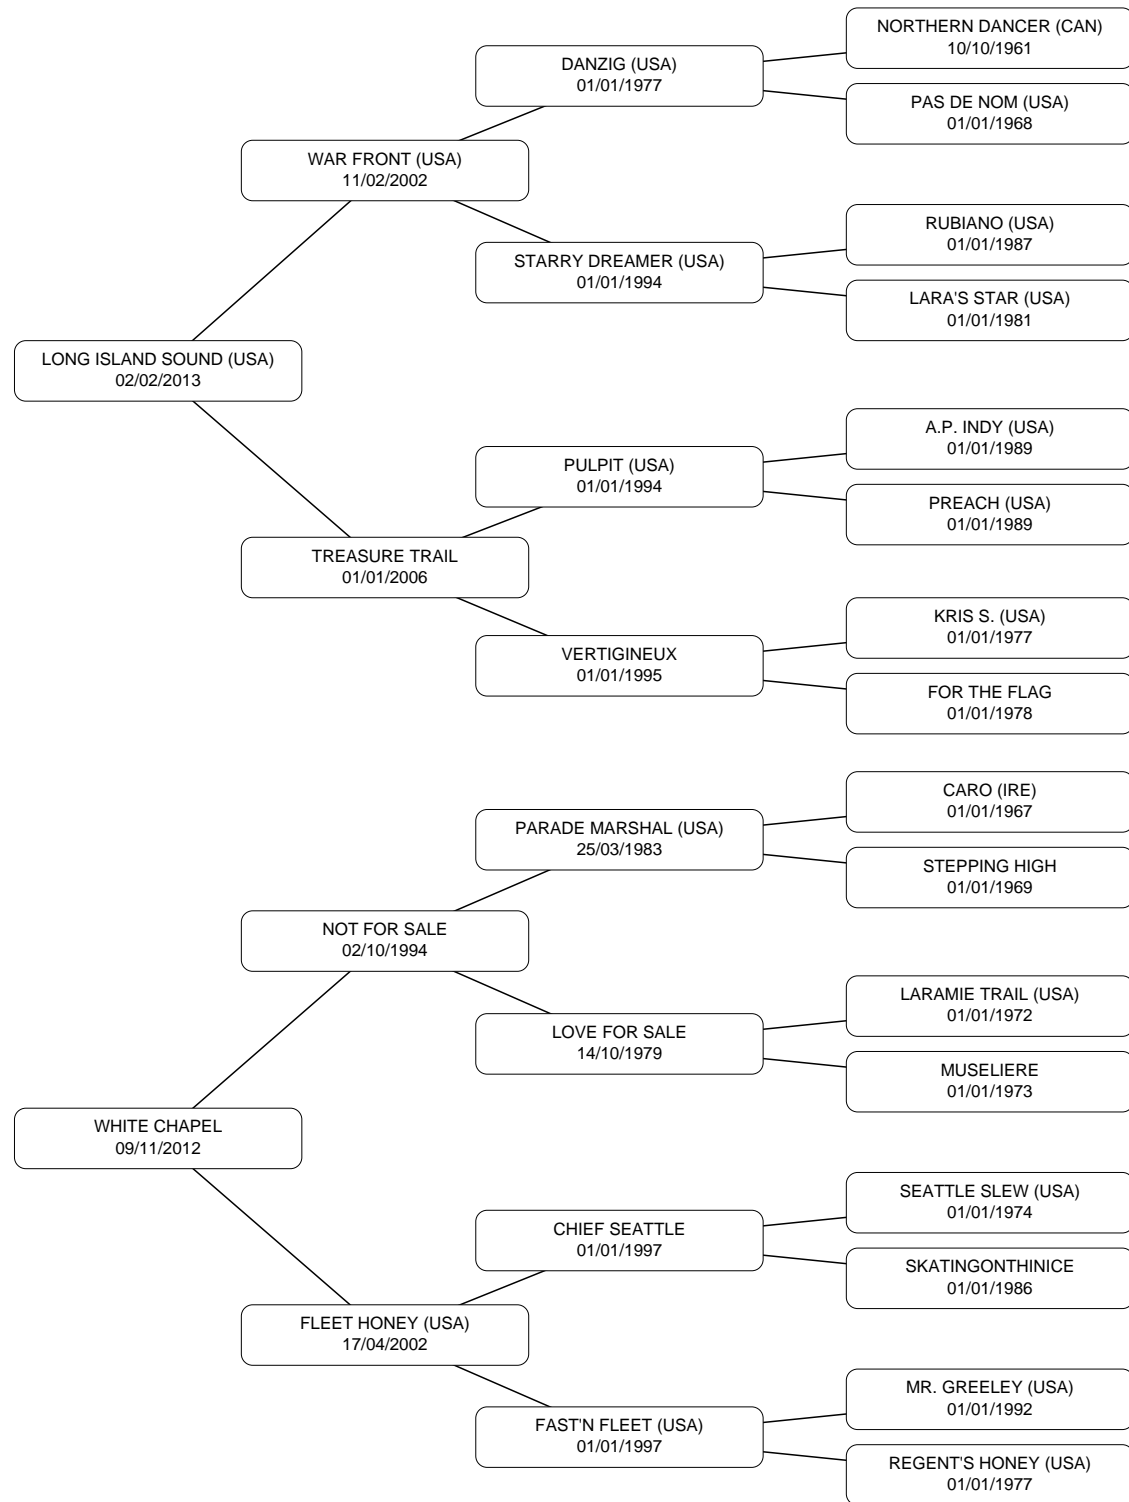 NORTHERN DANCER (CAN)
10/10/1961
DANZIG (USA)
01/01/1977
PAS DE NOM (USA)
01/01/1968
WAR FRONT (USA)
11/02/2002
RUBIANO (USA)
01/01/1987
STARRY DREAMER (USA)
01/01/1994
LARA'S STAR (USA)
01/01/1981
LONG ISLAND SOUND (USA)
02/02/2013
A.P. INDY (USA)
01/01/1989
PULPIT (USA)
01/01/1994
PREACH (USA)
01/01/1989
TREASURE TRAIL
01/01/2006
KRIS S. (USA)
01/01/1977
VERTIGINEUX
01/01/1995
FOR THE FLAG
01/01/1978
CARO (IRE)
01/01/1967
PARADE MARSHAL (USA)
25/03/1983
STEPPING HIGH
01/01/1969
NOT FOR SALE
02/10/1994
LARAMIE TRAIL (USA)
01/01/1972
LOVE FOR SALE
14/10/1979
MUSELIERE
01/01/1973
WHITE CHAPEL
09/11/2012
SEATTLE SLEW (USA)
01/01/1974
CHIEF SEATTLE
01/01/1997
SKATINGONTHINICE
01/01/1986
FLEET HONEY (USA)
17/04/2002
MR. GREELEY (USA)
01/01/1992
FAST'N FLEET (USA)
01/01/1997
REGENT'S HONEY (USA)
01/01/1977